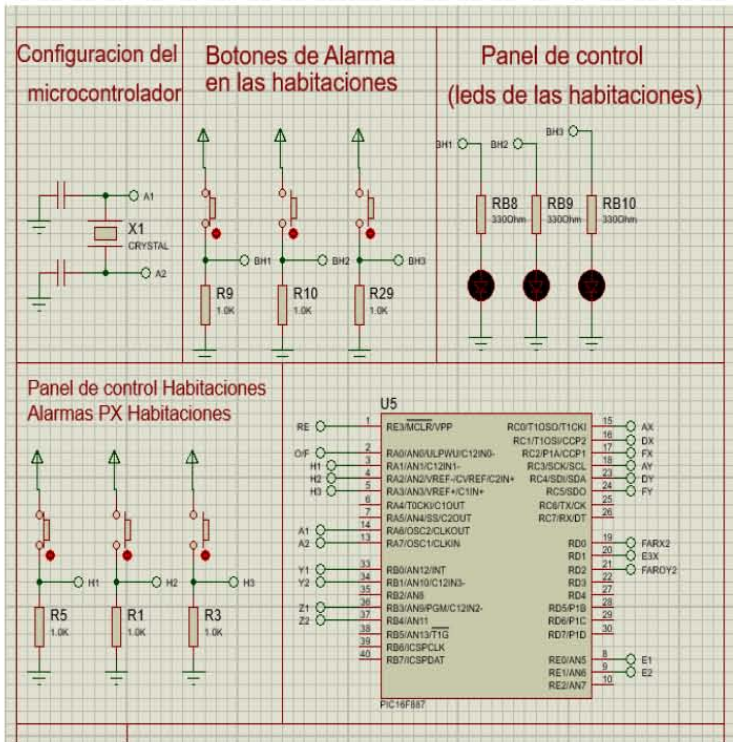 Configuracion del
microcontrolador
A1
X1
CRYSTAL
A2
Botones de Alarma
en las habitaciones
BH1
BH2
BH3
R9
1.0K
R10
1.0K
R29
1.0K
Panel de control
(leds de las habitaciones)
BH1
BH2
BH3
RB8
330Ohm
RB9
330Ohm
RB10
330Ohm
Panel de control Habitaciones
Alarmas PX Habitaciones
H1
H2
H3
R5
1.0K
R1
1.0K
R3
1.0K
U5
RE 1 RE3/MCLR/VPP
O/F 2 RA0/AN0/ULPWU/C12IN0-
H1 3 RA1/AN1/C12IN1-
H2 4 RA2/AN2/VREF-/CVREF/C2IN+
H3 5 RA3/AN3/VREF+/C1IN+
6 RA4/T0CKI/C1OUT
7 RA5/AN4/SS/C2OUT
A1 14 RA6/OSC2/CLKOUT
A2 13 RA7/OSC1/CLKIN
Y1 33 RB0/AN12/INT
Y2 34 RB1/AN10/C12IN3-
35 RB2/AN8
Z1 36 RB3/AN9/PGM/C12IN2-
Z2 37 RB4/AN11
38 RB5/AN13/T1G
39 RB6/ICSPCLK
40 RB7/ICSPDAT
RC0/T1OSO/T1CKI 15 AX
RC1/T1OSI/CCP2 16 DX
RC2/P1A/CCP1 17 FX
RC3/SCK/SCL 18 AY
RC4/SDI/SDA 23 DY
RC5/SDO 24 FY
RC6/TX/CK 25
RC7/RX/DT 26
RD0 19 FARX2
RD1 20 E3X
RD2 21 FAROY2
RD3 22
RD4 27
RD5/P1B 28
RD6/P1C 29
RD7/P1D 30
RE0/AN5 8 E1
RE1/AN6 9 E2
RE2/AN7 10
PIC16F887